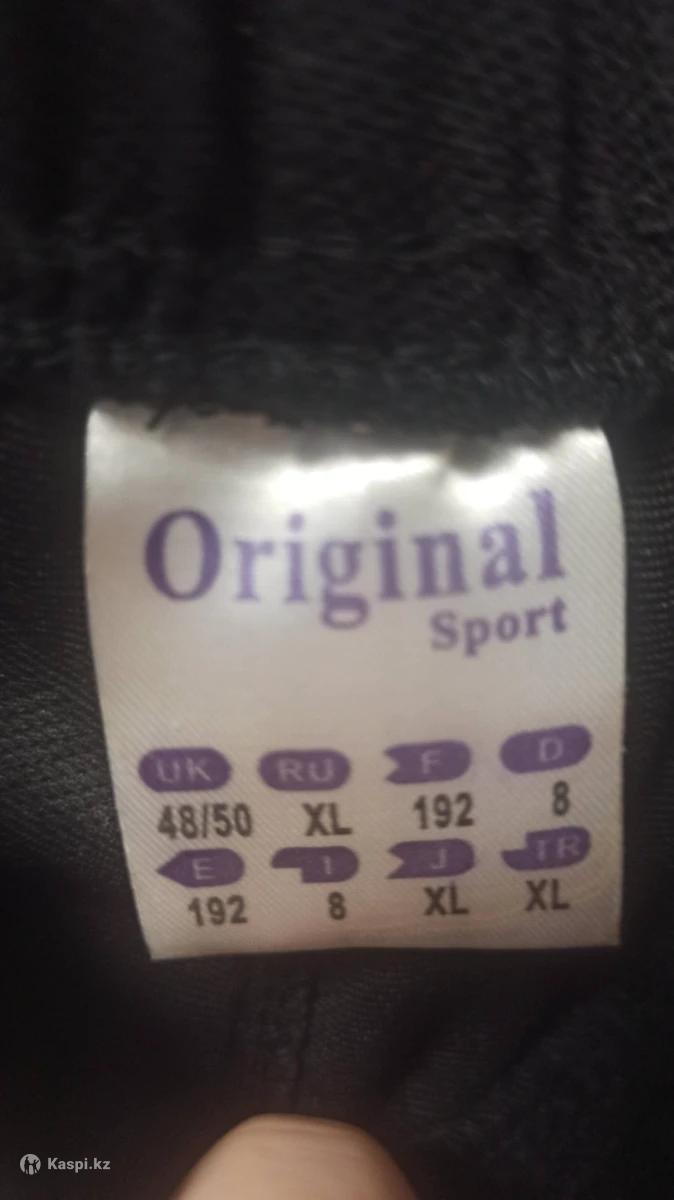 Original
Sport
UK RU F D
48/50 XL 192 8
E I J TR
192 8 XL XL
Kaspi.kz